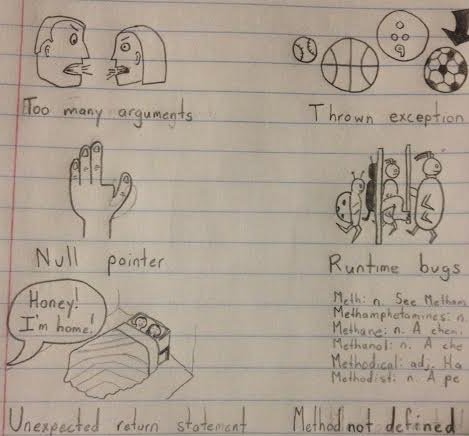 Too many arguments
Thrown exception
Null pointer
Runtime bugs
Honey!
I'm home!
Meth: n. See Metham
Methamphetamines: n.
Methane: n. A chem.
Methanol: n. A che
Methodical: adj. Ha
Methodist: n. A pe
Unexpected return statement
Method not defined